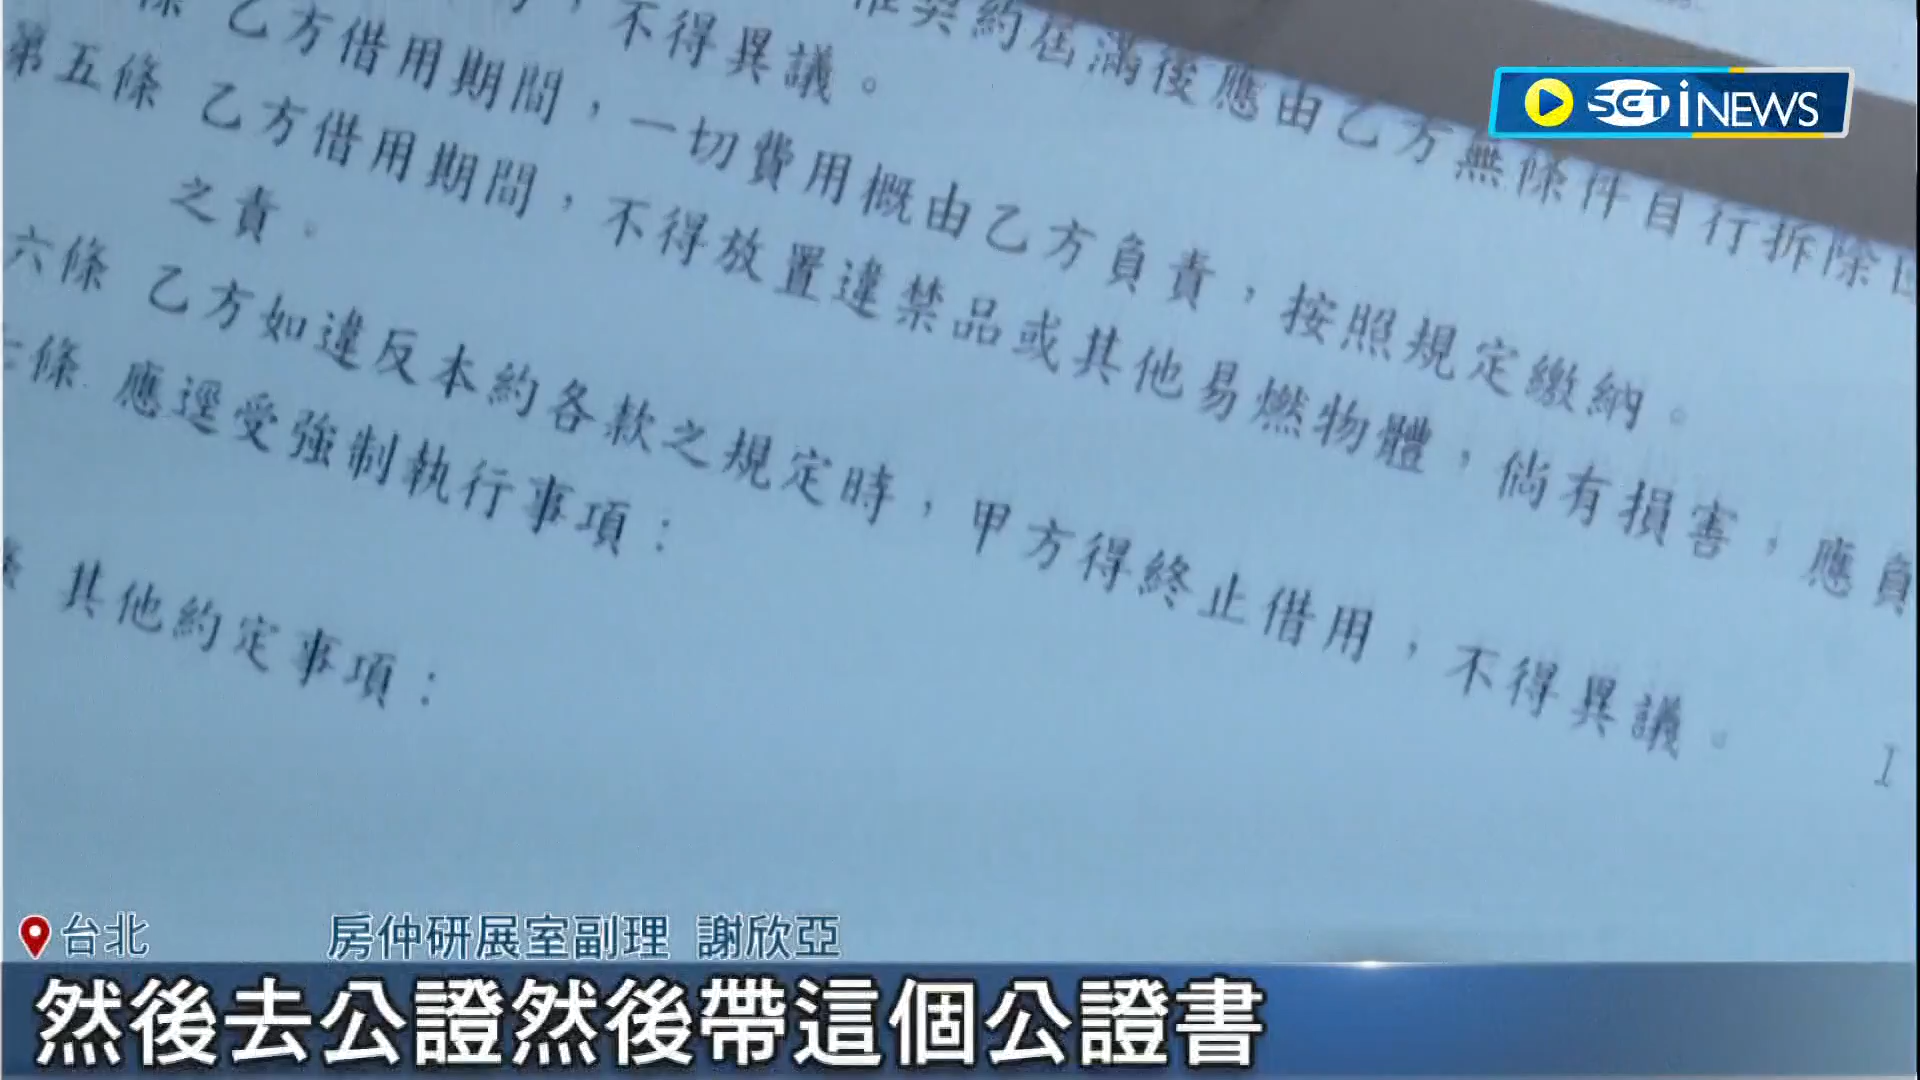 不得異議。
契約屆滿後應由乙方無條件自行拆除
條 乙方借用期間，一切費用概由乙方負責，按照規定繳納。
第五條 乙方借用期間，不得放置違禁品或其他易燃物體，倘有損害，應負
之責。
六條 乙方如違反本約各款之規定時，甲方得終止借用，不得異議。
條 應逕受強制執行事項：
其他約定事項：
SETiNEWS
台北
房仲研展室副理 謝欣亞
然後去公證然後帶這個公證書